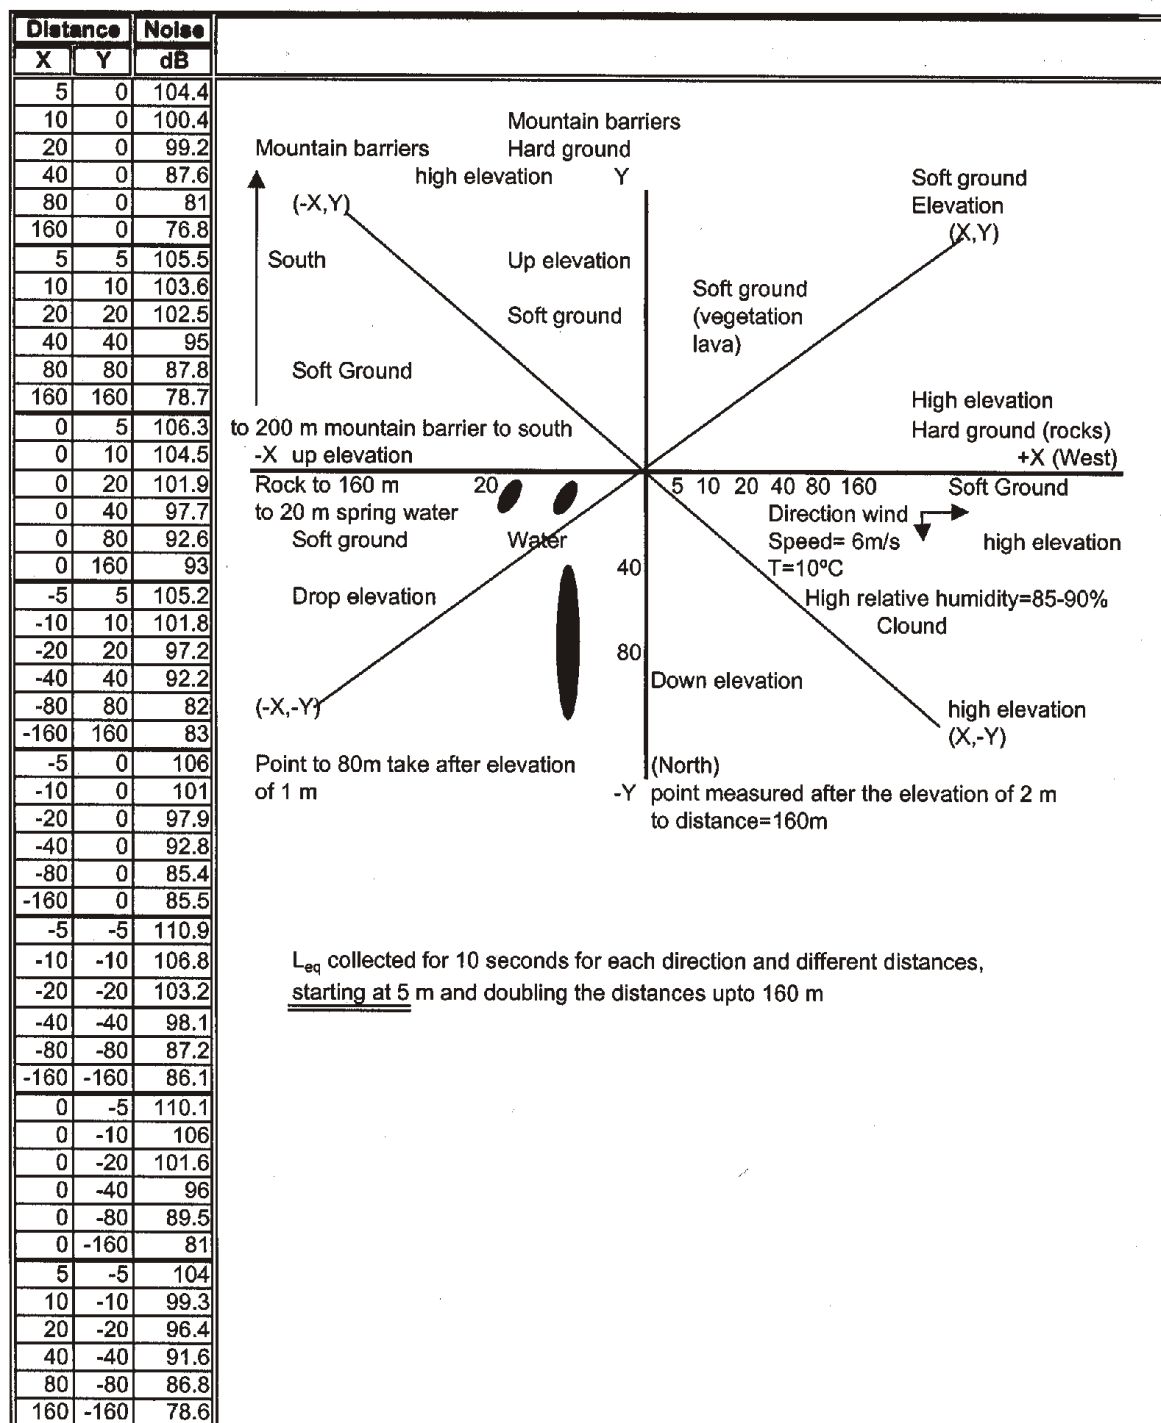 Distance Noise
X Y dB
5 0 104.4
10 0 100.4
20 0 99.2
40 0 87.6
80 0 81
160 0 76.8
5 5 105.5
10 10 103.6
20 20 102.5
40 40 95
80 80 87.8
160 160 78.7
0 5 106.3
0 10 104.5
0 20 101.9
0 40 97.7
0 80 92.6
0 160 93
-5 5 105.2
-10 10 101.8
-20 20 97.2
-40 40 92.2
-80 80 82
-160 160 83
-5 0 106
-10 0 101
-20 0 97.9
-40 0 92.8
-80 0 85.4
-160 0 85.5
-5 -5 110.9
-10 -10 106.8
-20 -20 103.2
-40 -40 98.1
-80 -80 87.2
-160 -160 86.1
0 -5 110.1
0 -10 106
0 -20 101.6
0 -40 96
0 -80 89.5
0 -160 81
5 -5 104
10 -10 99.3
20 -20 96.4
40 -40 91.6
80 -80 86.8
160 -160 78.6
Mountain barriers
Mountain barriers Hard ground
high elevation Y Soft ground
(-X,Y) Elevation
(X,Y)
South Up elevation
Soft ground
Soft ground (vegetation
lava)
Soft Ground
High elevation
to 200 m mountain barrier to south Hard ground (rocks)
-X up elevation +X (West)
Rock to 160 m 20 5 10 20 40 80 160 Soft Ground
to 20 m spring water Direction wind
Soft ground Water Speed= 6m/s high elevation
40 T=10ºC
Drop elevation High relative humidity=85-90%
Clound
80
Down elevation
(-X,-Y) high elevation
(X,-Y)
Point to 80m take after elevation (North)
of 1 m -Y point measured after the elevation of 2 m
to distance=160m
Leq collected for 10 seconds for each direction and different distances,
starting at 5 m and doubling the distances upto 160 m